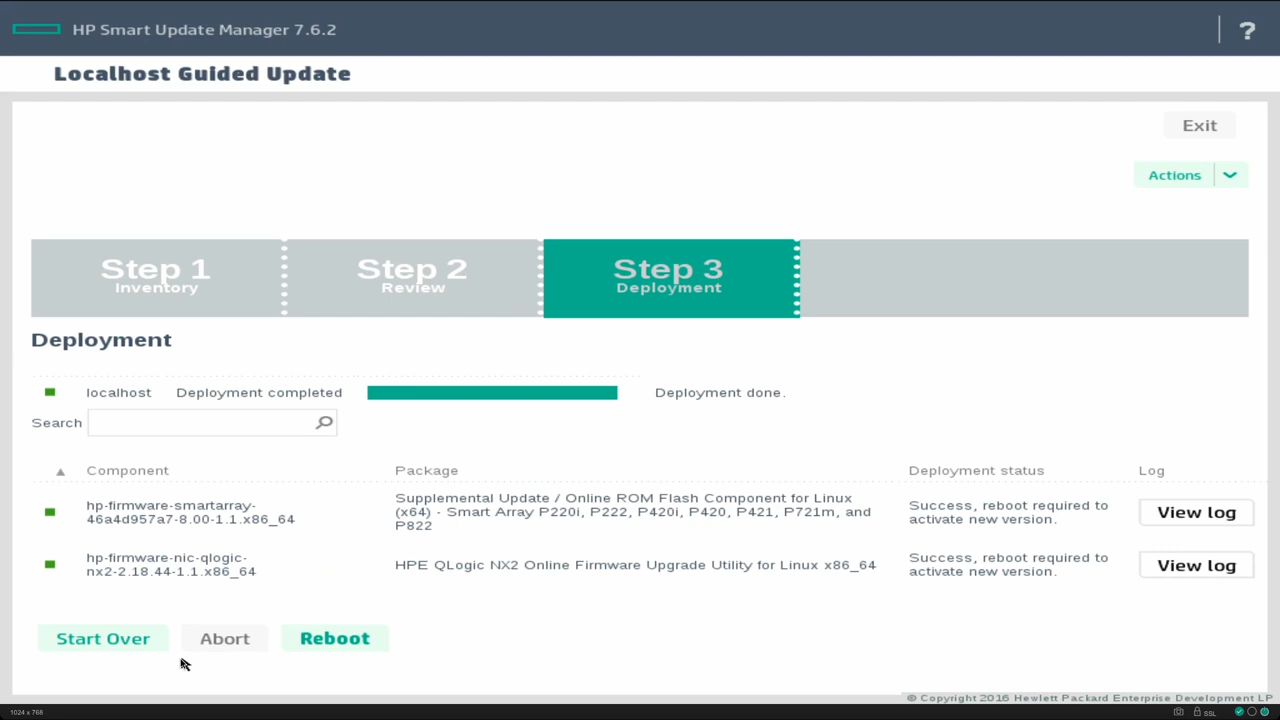 HP Smart Update Manager 7.6.2
?
Localhost Guided Update
Exit
Actions
Step 1
Inventory
Step 2
Review
Step 3
Deployment
Deployment
localhost Deployment completed Deployment done.
Search
Component Package Deployment status Log
hp-firmware-smartarray-
46a4d957a7-8.00-1.1.x86_64
Supplemental Update / Online ROM Flash Component for Linux
(x64) - Smart Array P220i, P222, P420i, P420, P421, P721m, and
P822
Success, reboot required to
activate new version.
View log
hp-firmware-nic-qlogic-
nx2-2.18.44-1.1.x86_64
HPE QLogic NX2 Online Firmware Upgrade Utility for Linux x86_64
Success, reboot required to
activate new version.
View log
Start Over Abort Reboot
© Copyright 2016 Hewlett Packard Enterprise Development LP
1024 x 768
SSL